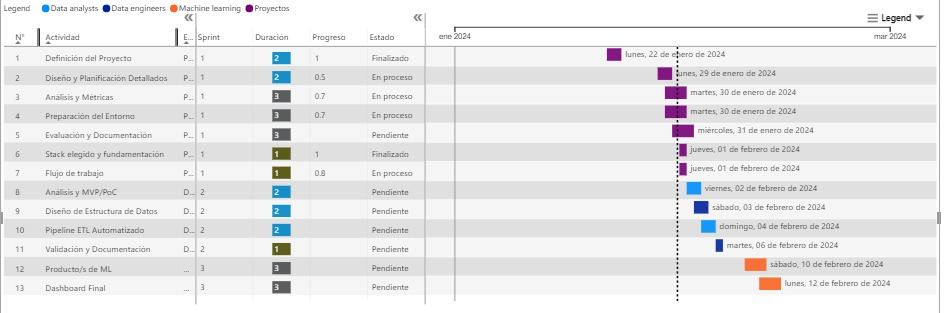 Legend Data analysts Data engineers Machine learning Proyectos
Legend
ene 2024 mar 2024
N° Actividad E... Sprint Duración Progreso Estado
1 Definición del Proyecto P... 1 2 1 Finalizado lunes, 22 de enero de 2024
2 Diseño y Planificación Detallados P... 1 2 0.5 En proceso lunes, 29 de enero de 2024
3 Análisis y Métricas P... 1 3 0.7 En proceso martes, 30 de enero de 2024
4 Preparación del Entorno P... 1 3 0.7 En proceso martes, 30 de enero de 2024
5 Evaluación y Documentación P... 1 3 Pendiente miércoles, 31 de enero de 2024
6 Stack elegido y fundamentación P... 1 1 1 Finalizado jueves, 01 de febrero de 2024
7 Flujo de trabajo P... 1 1 0.8 En proceso jueves, 01 de febrero de 2024
8 Análisis y MVP/PoC D... 2 2 Pendiente viernes, 02 de febrero de 2024
9 Diseño de Estructura de Datos D... 2 2 Pendiente sábado, 03 de febrero de 2024
10 Pipeline ETL Automatizado D... 2 2 Pendiente domingo, 04 de febrero de 2024
11 Validación y Documentación D... 2 1 Pendiente martes, 06 de febrero de 2024
12 Producto/s de ML ... 3 3 Pendiente sábado, 10 de febrero de 2024
13 Dashboard Final ... 3 3 Pendiente lunes, 12 de febrero de 2024